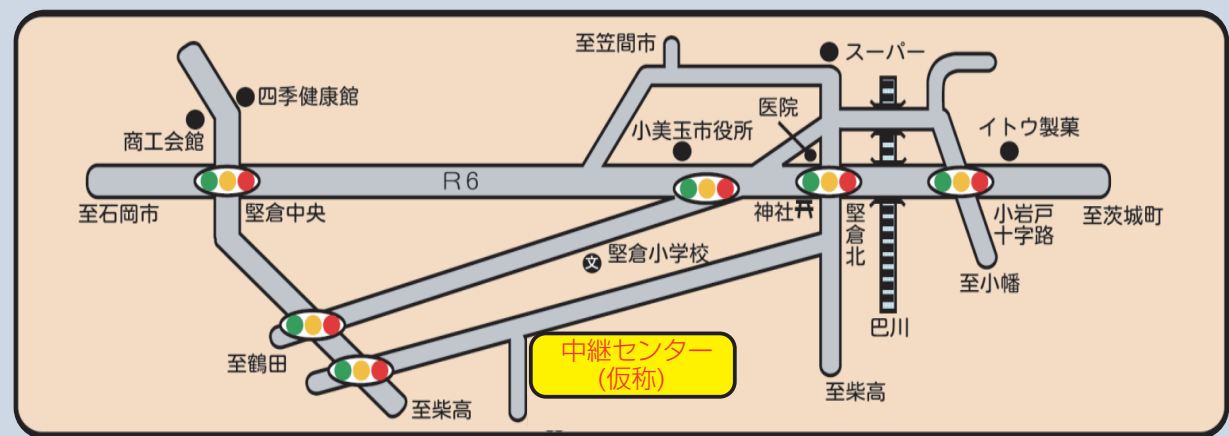 至笠間市
スーパー
四季健康館
医院
商工会館
小美玉市役所
イトウ製菓
R6
至石岡市
堅倉中央
神社
堅倉北
小岩戸
十字路
至茨城町
文
堅倉小学校
至小幡
巴川
至鶴田
中継センター
(仮称)
至柴高
至柴高